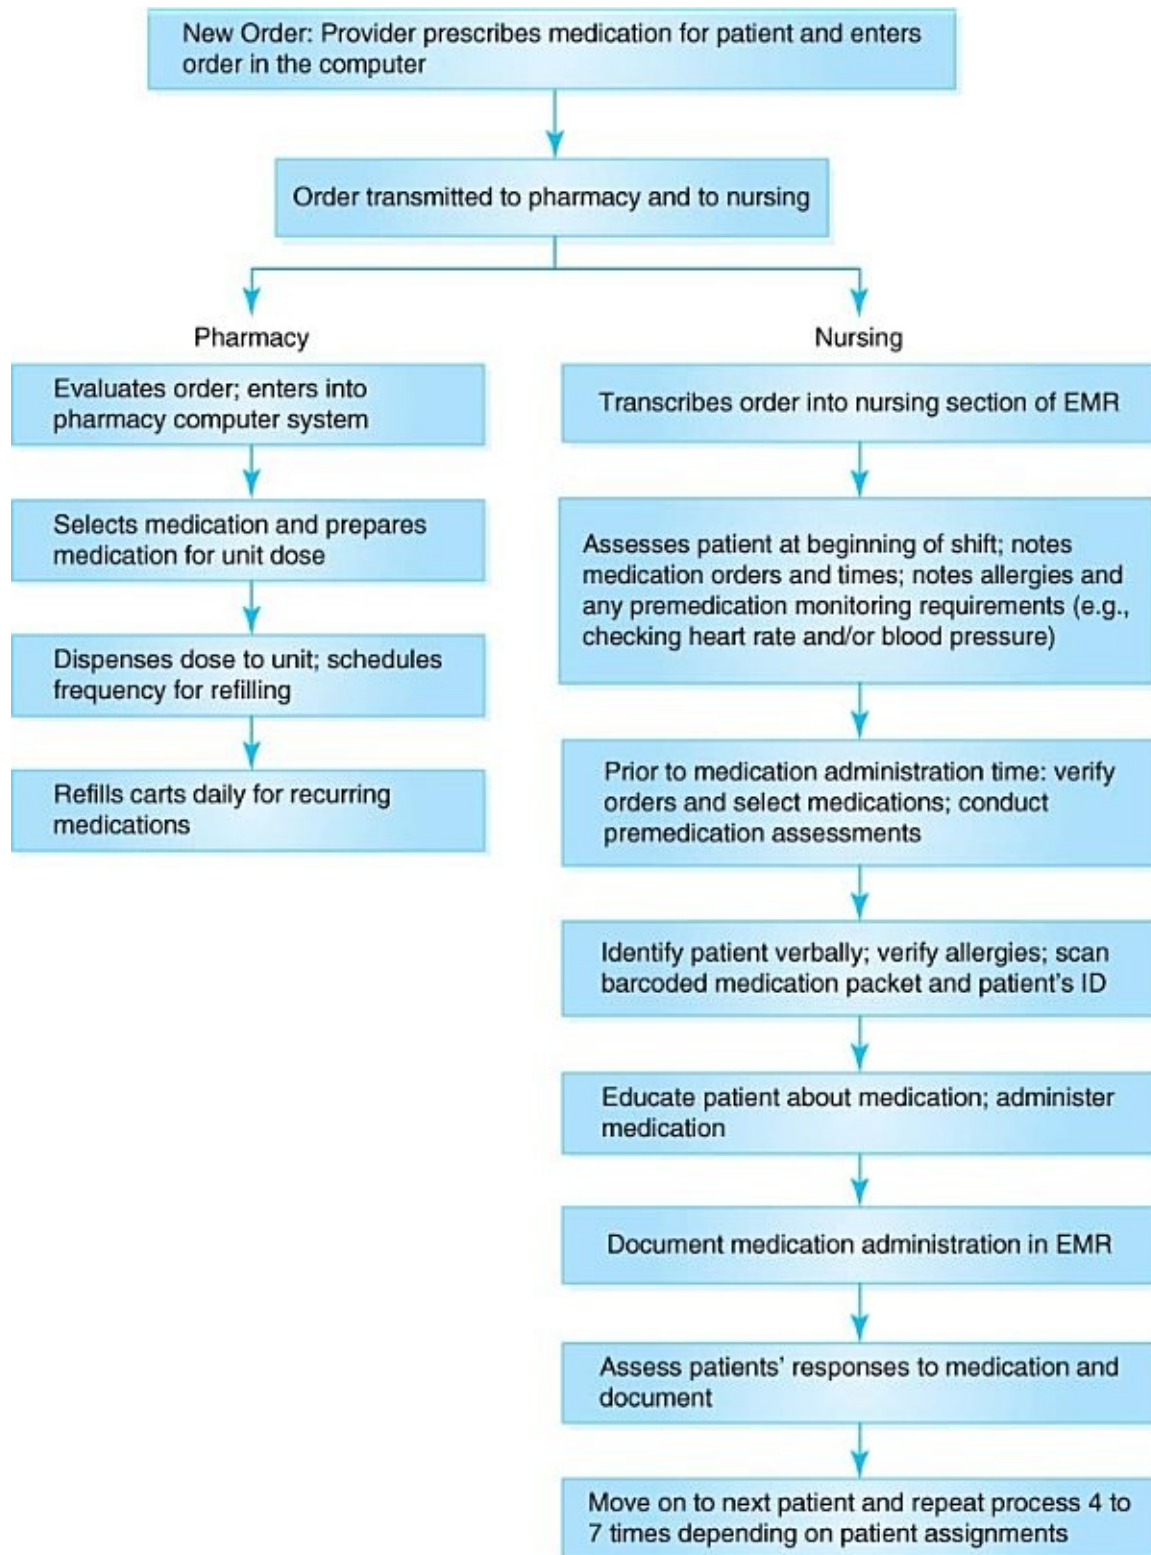 New Order: Provider prescribes medication for patient and enters
order in the computer
Order transmitted to pharmacy and to nursing
Pharmacy
Evaluates order; enters into
pharmacy computer system
Selects medication and prepares
medication for unit dose
Dispenses dose to unit; schedules
frequency for refilling
Refills carts daily for recurring
medications
Nursing
Transcribes order into nursing section of EMR
Assesses patient at beginning of shift; notes
medication orders and times; notes allergies and
any premedication monitoring requirements (e.g.,
checking heart rate and/or blood pressure)
Prior to medication administration time: verify
orders and select medications; conduct
premedication assessments
Identify patient verbally; verify allergies; scan
barcoded medication packet and patient’s ID
Educate patient about medication; administer
medication
Document medication administration in EMR
Assess patients’ responses to medication and
document
Move on to next patient and repeat process 4 to
7 times depending on patient assignments